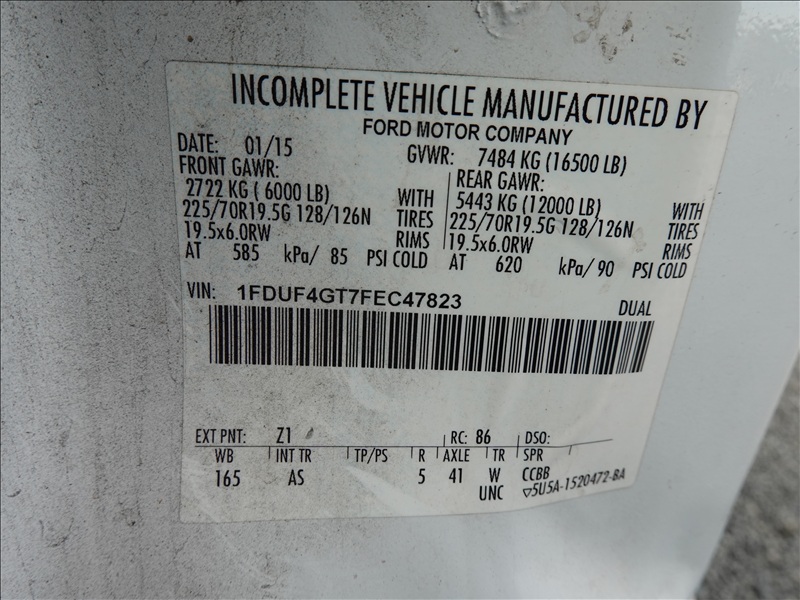 INCOMPLETE VEHICLE MANUFACTURED BY
FORD MOTOR COMPANY
DATE: 01/15 GVWR: 7484 KG (16500 LB)
FRONT GAWR: REAR GAWR:
2722 KG ( 6000 LB) WITH 5443 KG (12000 LB) WITH
225/70R19.5G 128/126N TIRES 225/70R19.5G 128/126N TIRES
19.5x6.0RW RIMS 19.5x6.0RW RIMS
AT 585 kPa/ 85 PSI COLD AT 620 kPa/ 90 PSI COLD
VIN: 1FDUF4GT7FEC47823 DUAL
EXT PNT: Z1 RC: 86 DSO:
WB INT TR TP/PS R AXLE TR SPR
165 AS 5 41 W CCBB
UNC ▽5U5A-1520472-BA